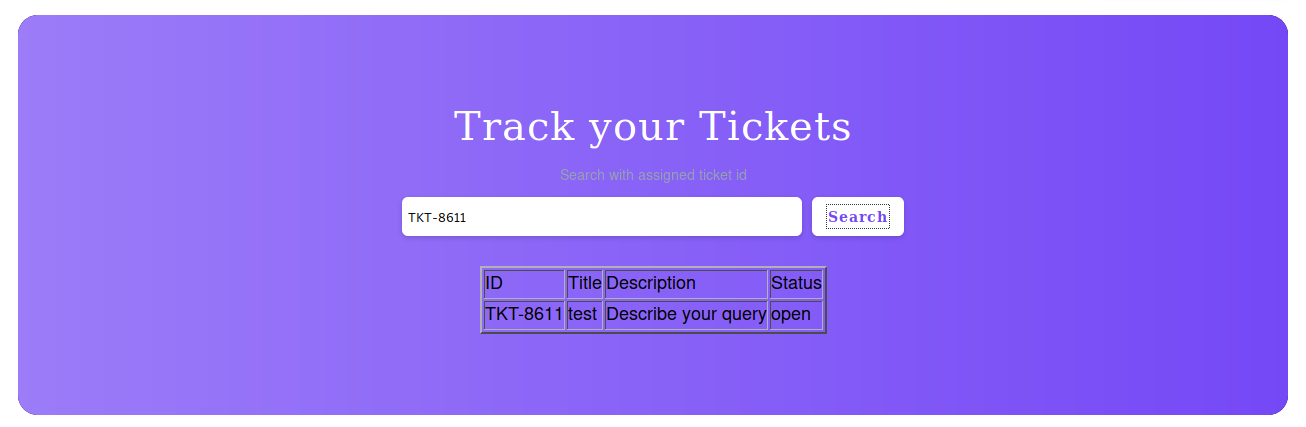 Track your Tickets
Search with assigned ticket id
TKT-8611 Search
ID Title Description Status
TKT-8611 test Describe your query open